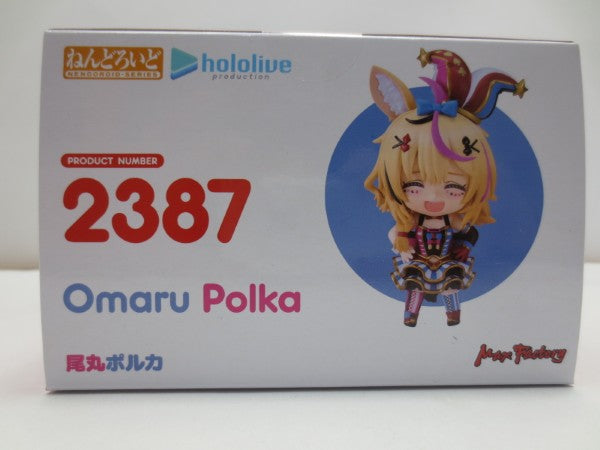 ねんどろいど
NENDOROID·SERIES
hololive
production
PRODUCT NUMBER
2387
Omaru Polka
尾丸ポルカ
Max Factory